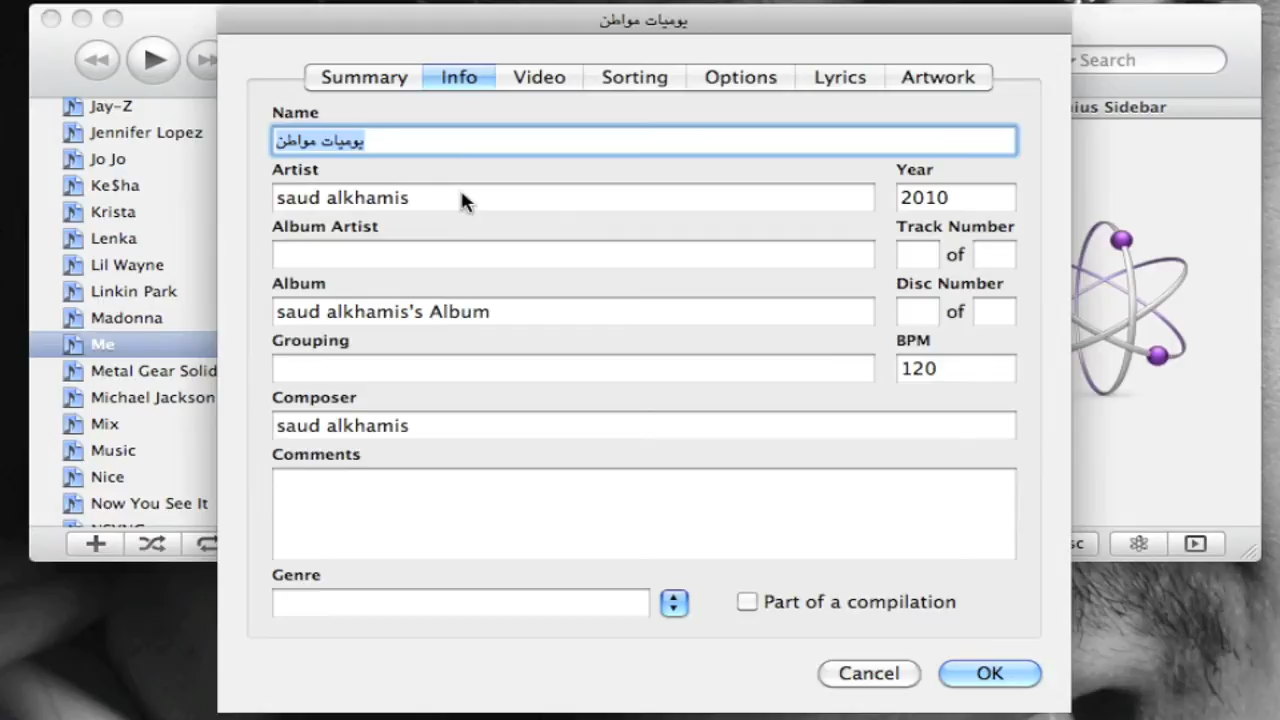 يوميات مواطن
Search
Summary Info Video Sorting Options Lyrics Artwork
Jay-Z
Jennifer Lopez
Jo Jo
Ke$ha
Krista
Lenka
Lil Wayne
Linkin Park
Madonna
Me
Metal Gear Solid
Michael Jackson
Mix
Music
Nice
Now You See It
Name
يوميات مواطن
Artist Year
saud alkhamis 2010
Album Artist Track Number
of
Album Disc Number
saud alkhamis's Album of
Grouping BPM
120
Composer
saud alkhamis
Comments
Genre
Part of a compilation
Cancel OK
Sidebar